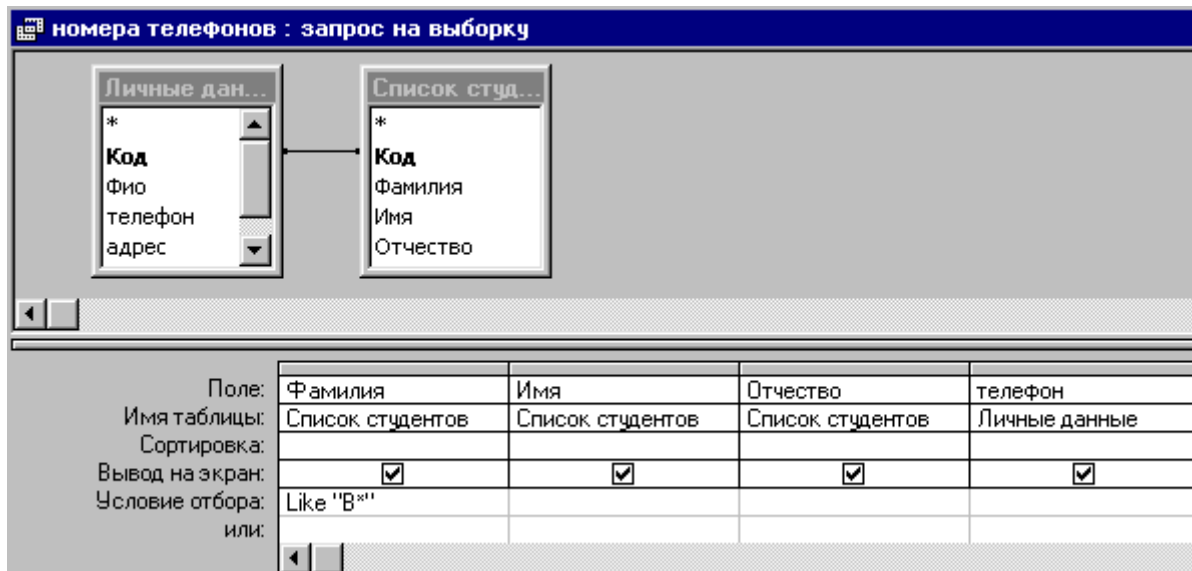 номера телефонов : запрос на выборку
Личные дан... Список студ...
* *
Код Код
Фио Фамилия
телефон Имя
адрес Отчество
Поле: Фамилия Имя Отчество телефон
Имя таблицы: Список студентов Список студентов Список студентов Личные данные
Сортировка:
Вывод на экран:
Условие отбора: Like "В*"
или: